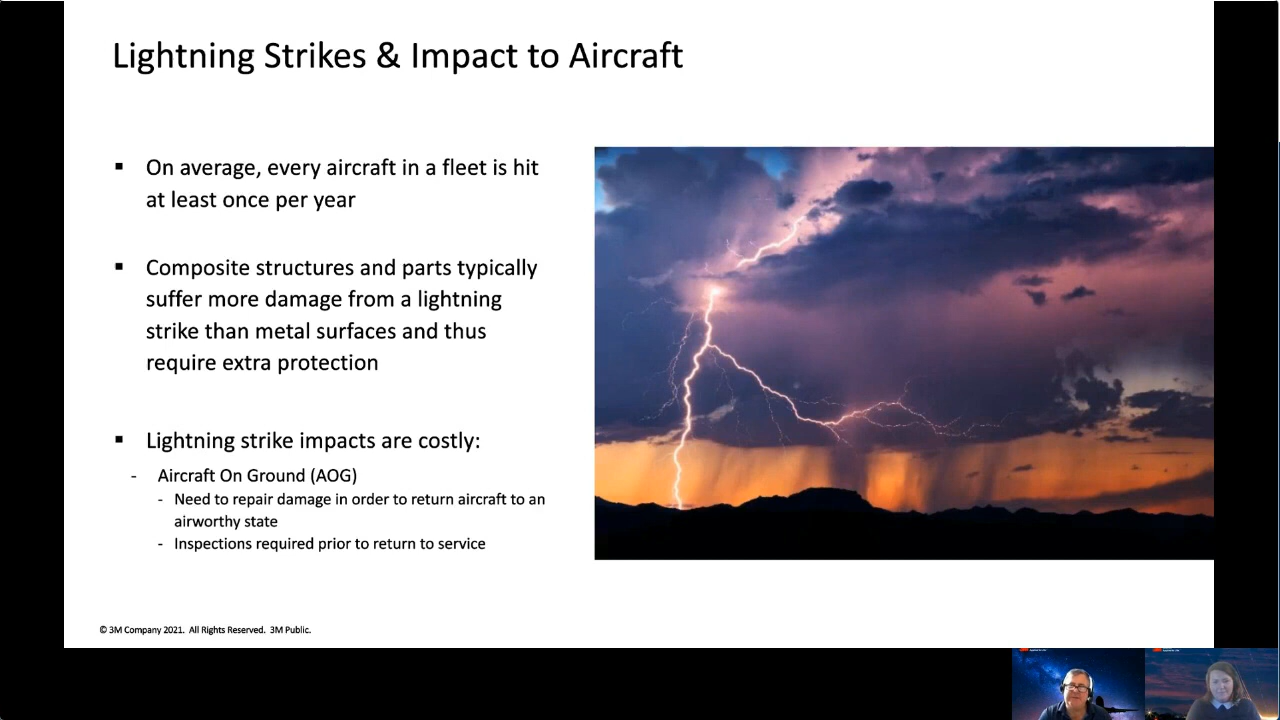 Lightning Strikes & Impact to Aircraft
▪ On average, every aircraft in a fleet is hit
at least once per year
▪ Composite structures and parts typically
suffer more damage from a lightning
strike than metal surfaces and thus
require extra protection
▪ Lightning strike impacts are costly:
- Aircraft On Ground (AOG)
- Need to repair damage in order to return aircraft to an
airworthy state
- Inspections required prior to return to service
© 3M Company 2021. All Rights Reserved. 3M Public.